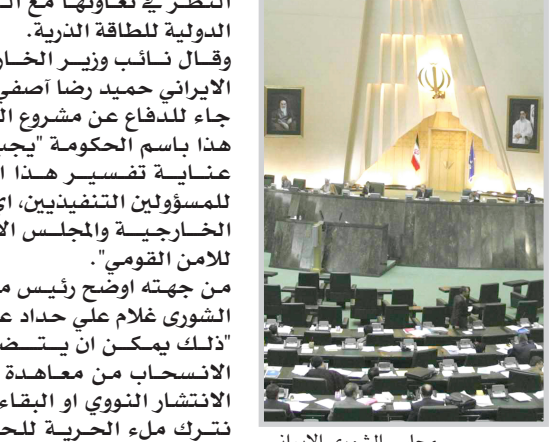 النظر في تعاونها مع ال
الدولية للطاقة الذرية.
وقال نائب وزير الخار
الايراني حميد رضا آصفي
جاء للدفاع عن مشروع ال
هذا باسم الحكومة "يجب
عناية تفسير هذا ا
للمسؤولين التنفيذيين، اي
الخارجية والمجلس الا
للامن القومي".
من جهته اوضح رئيس م
الشورى غلام علي حداد ع
"ذلك يمكن ان يتض
الانسحاب من معاهدة
الانتشار النووي او البقاء
نترك ملء الحرية للح
مجلس الشورى الايراني